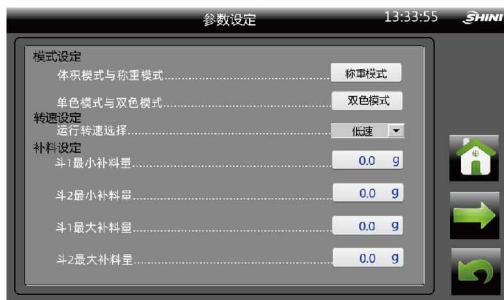 参数设定 13:33:55 SHINI
模式设定
体积模式与称重模式 称重模式
单色模式与双色模式 双色模式
转速设定
运行转速选择 低速
补料设定
斗1最小补料量 0.0 g
斗2最小补料量 0.0 g
斗1最大补料量 0.0 g
斗2最大补料量 0.0 g